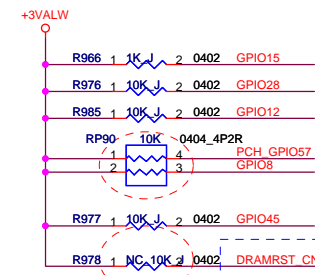 +3VALW
R966 1 1K_J 2 0402 GPIO15
R976 1 10K_J 2 0402 GPIO28
R985 1 10K_J 2 0402 GPIO12
RP90 10K 0404_4P2R
1 4 PCH_GPIO57
2 3 GPIO8
R977 1 10K_J 2 0402 GPIO45
R978 1 NC_10K_J 2 0402 DRAMRST_CN